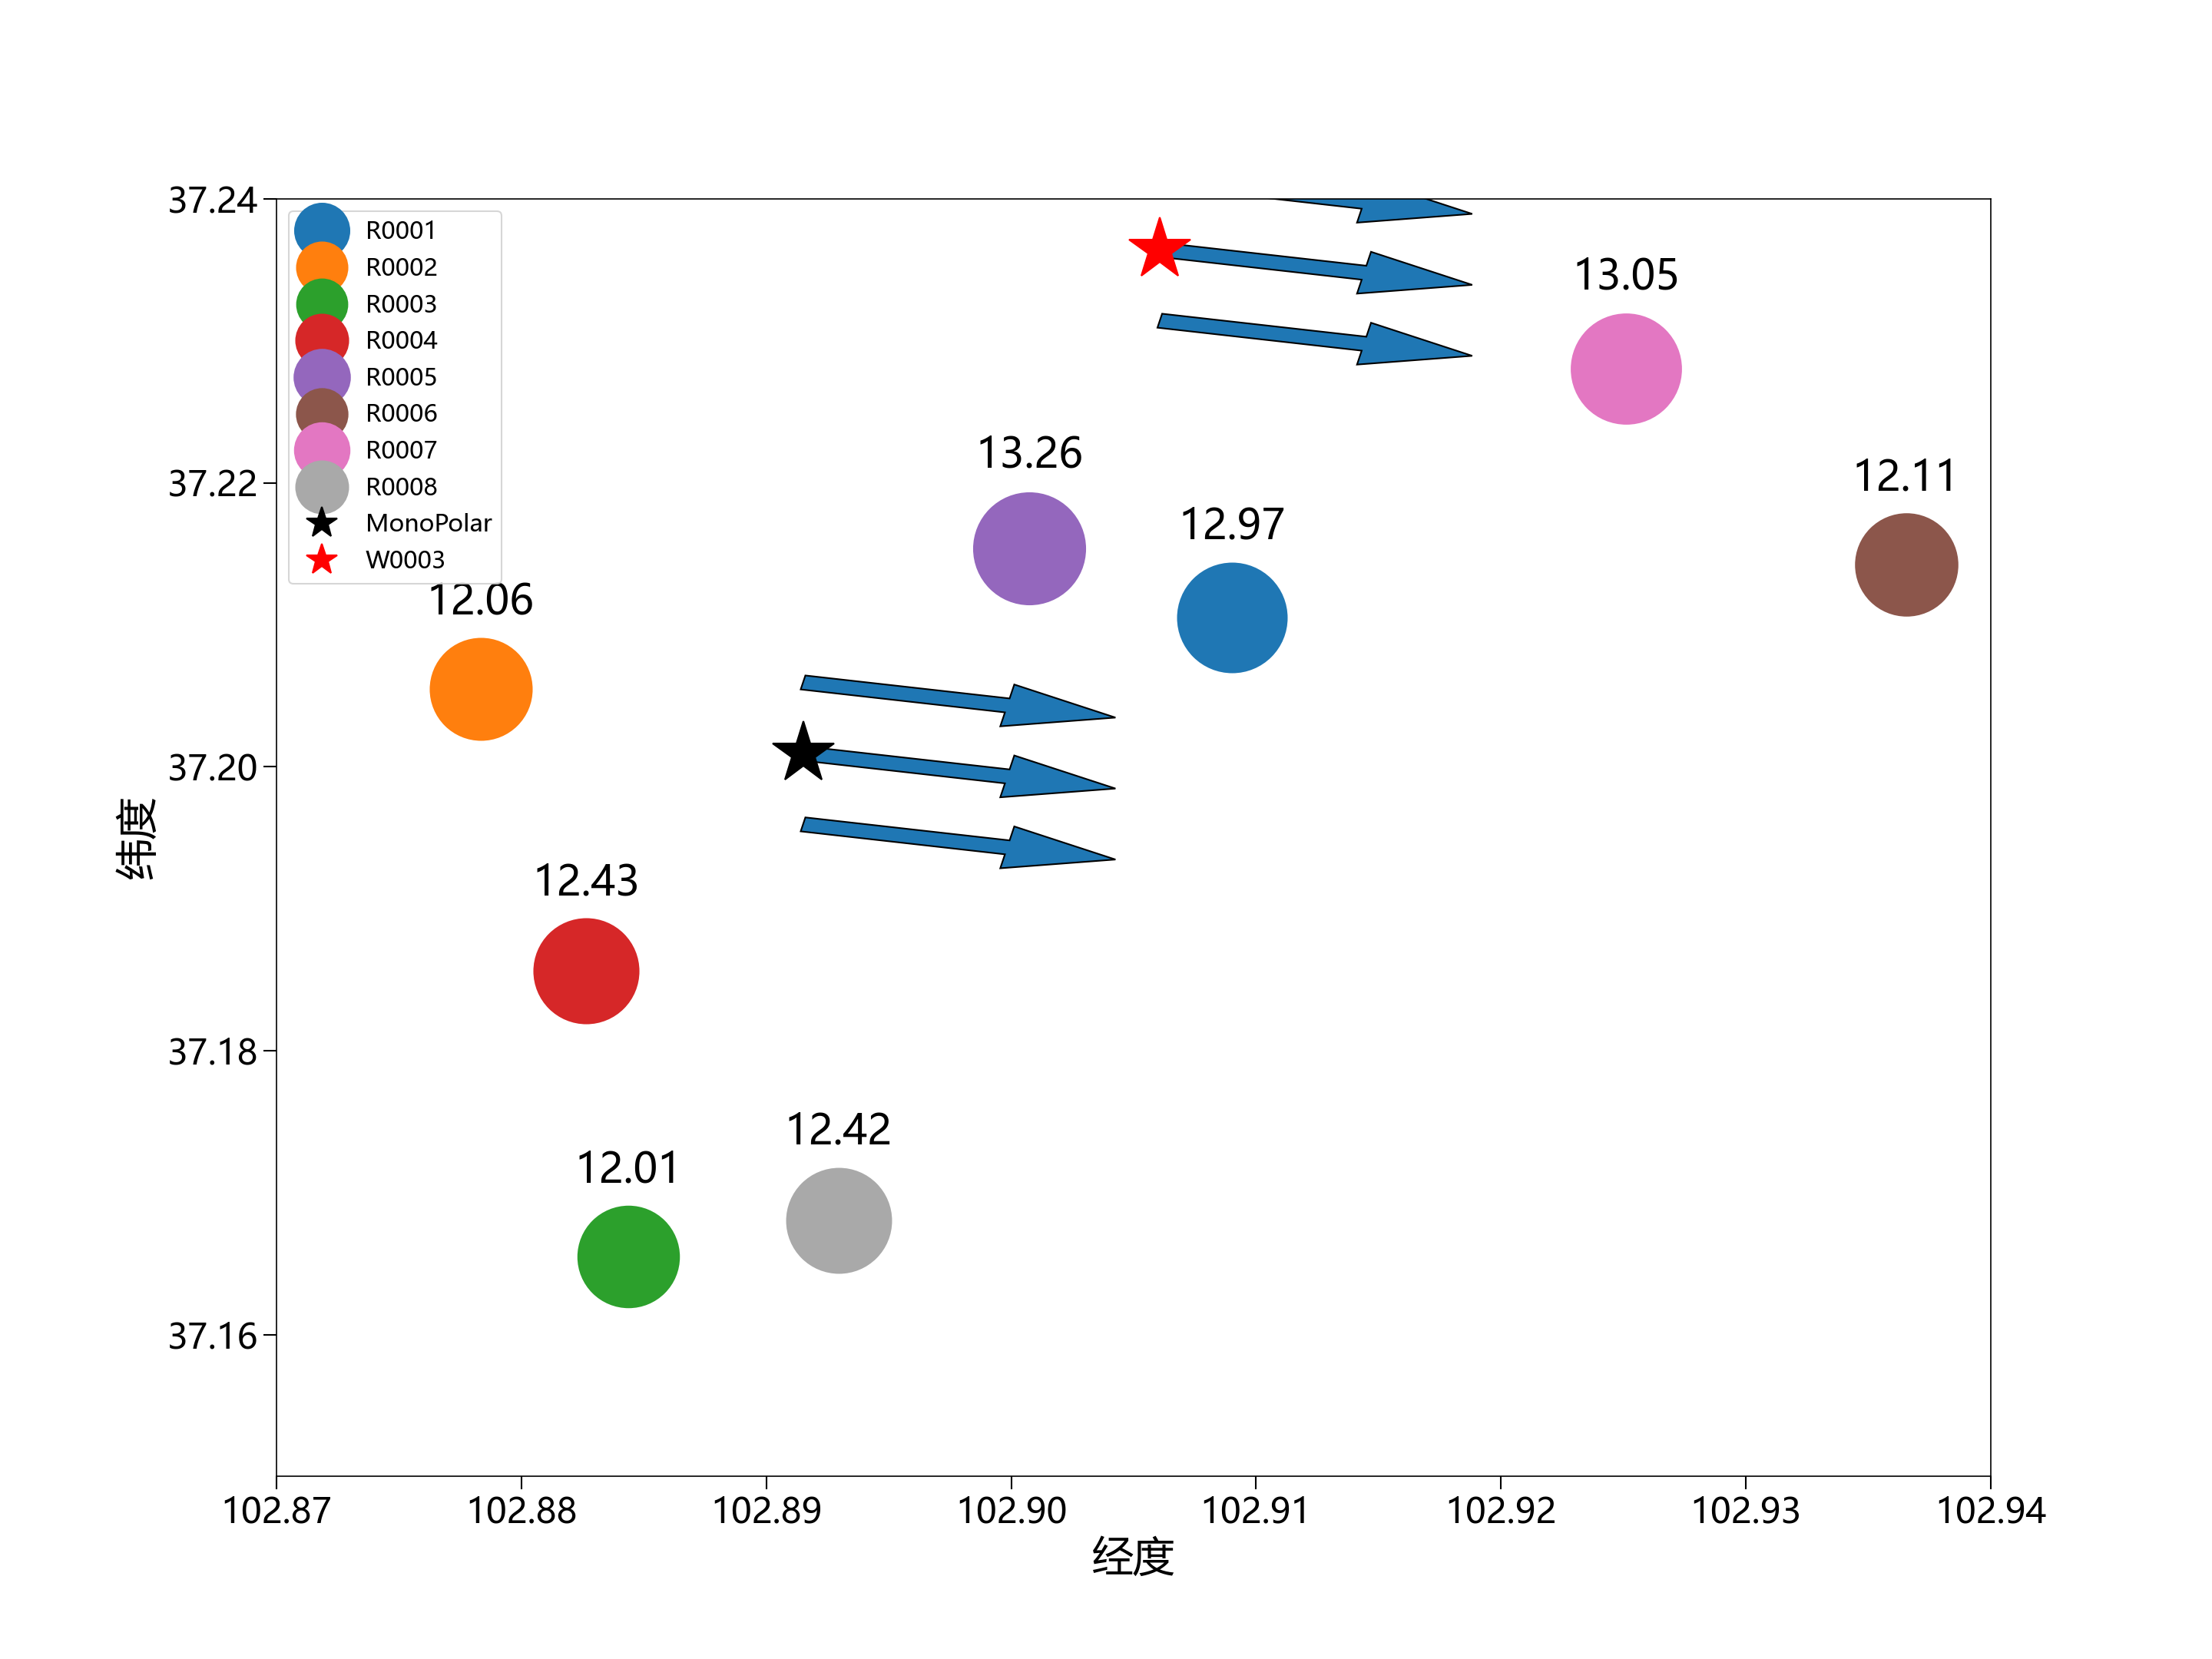 37.24
37.22
37.20
37.18
37.16
纬度
R0001
R0002
R0003
R0004
R0005
R0006
R0007
R0008
MonoPolar
W0003
13.05
13.26
12.11
12.97
12.06
12.43
12.42
12.01
102.87 102.88 102.89 102.90 102.91 102.92 102.93 102.94
经度